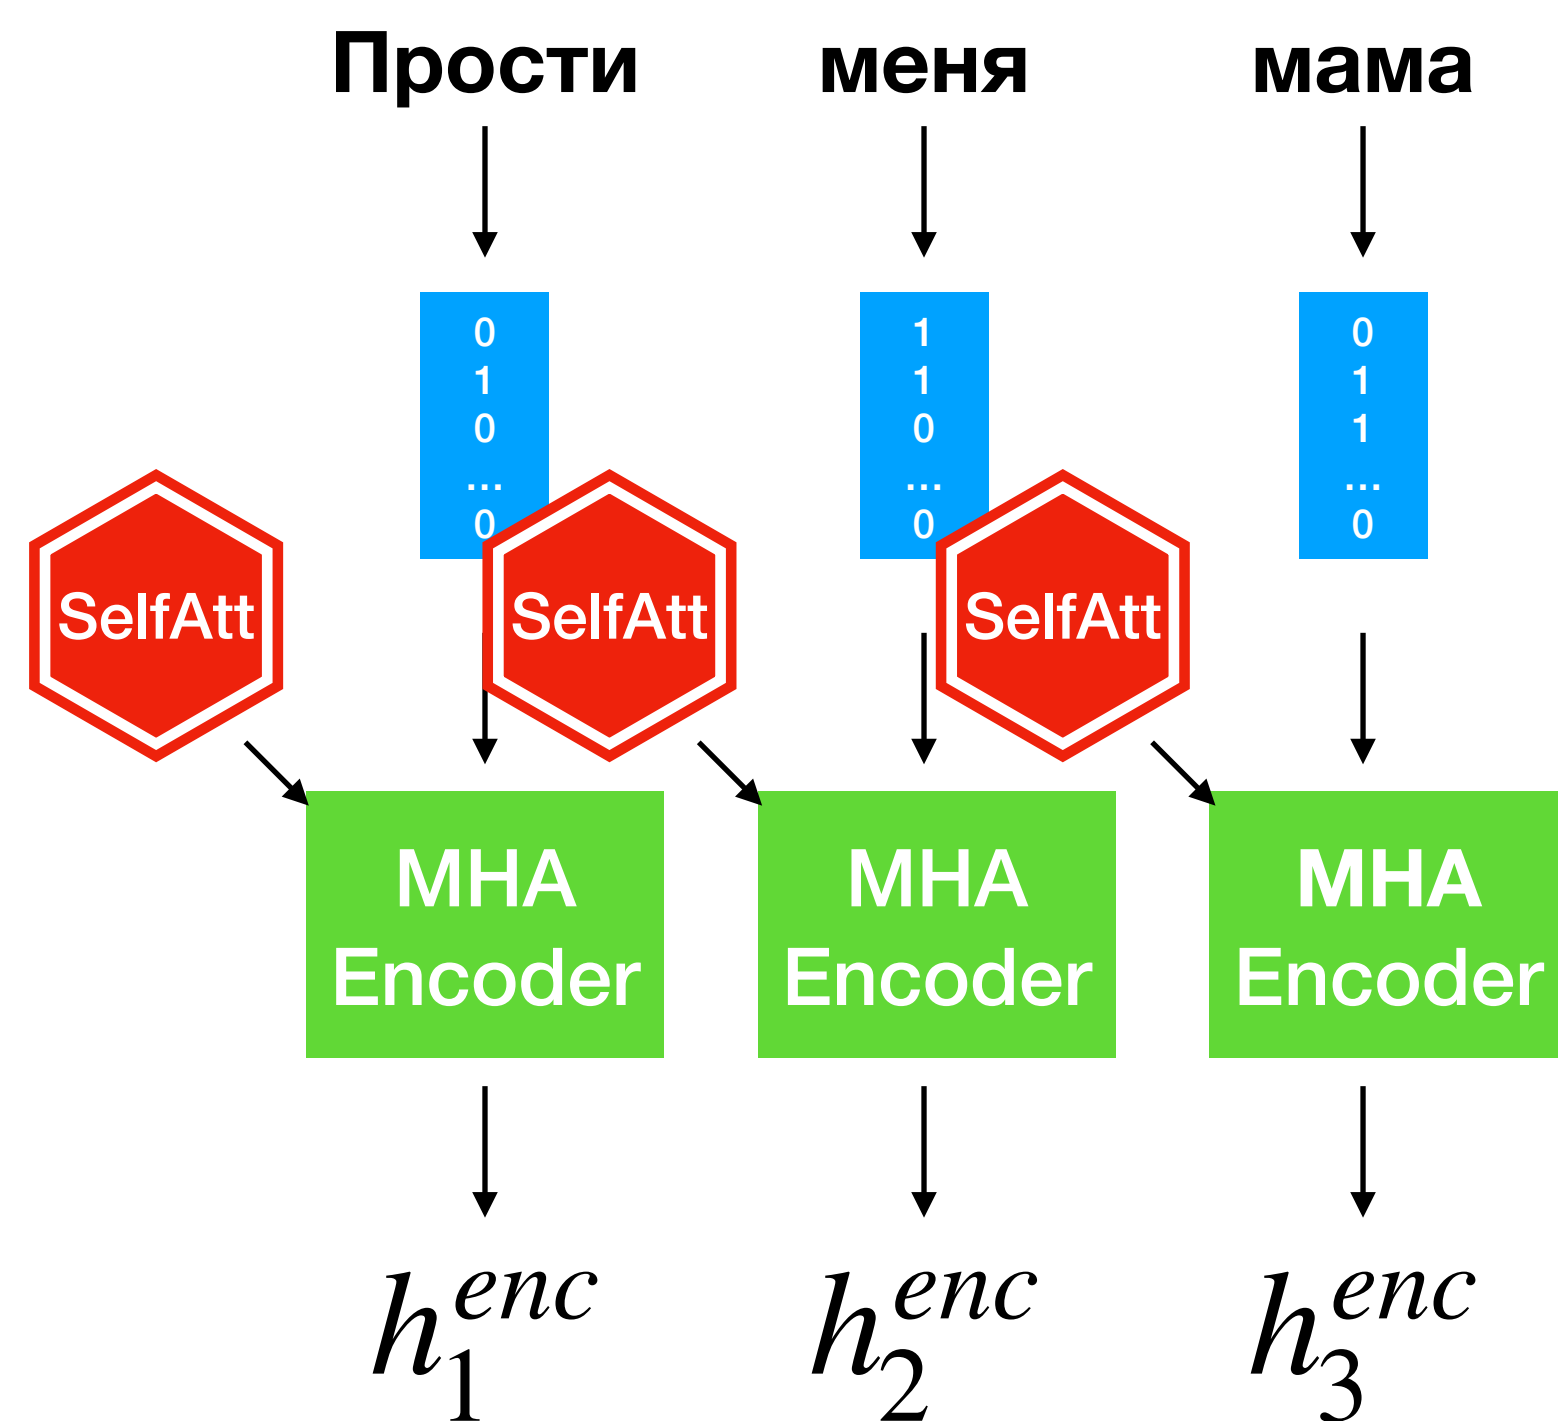 Прости меня мама
0 1 0
1 1 1
0 0 1
... ... ...
0 0 0
SelfAtt SelfAtt SelfAtt
MHA MHA MHA
Encoder Encoder Encoder
h_1^{enc} h_2^{enc} h_3^{enc}